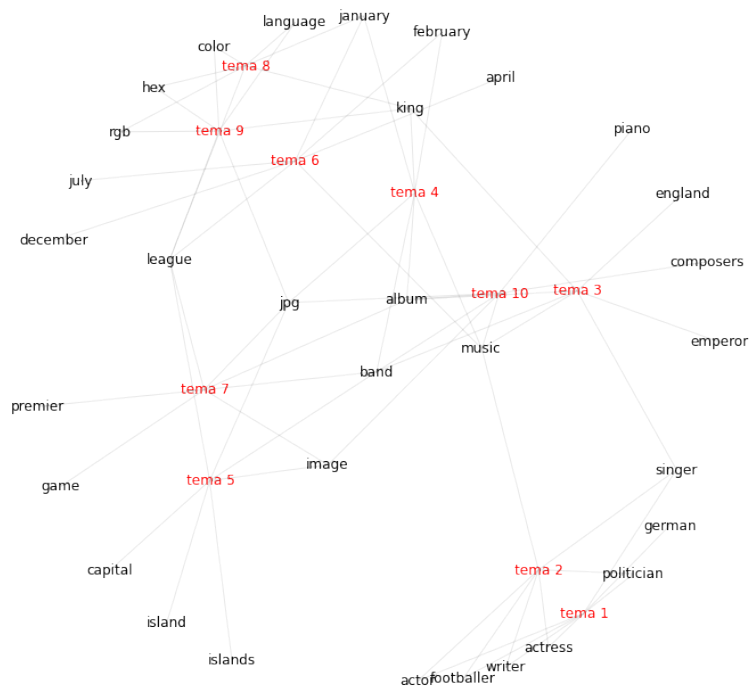 january
language
february
color
tema 8
april
hex
king
piano
rgb
tema 9
tema 6
july
tema 4
england
december
league
composers
tema 10
tema 3
jpg
album
emperor
music
band
tema 7
premier
image
singer
tema 5
game
german
capital
tema 2
politician
tema 1
island
actress
islands
writer
footballer
actor